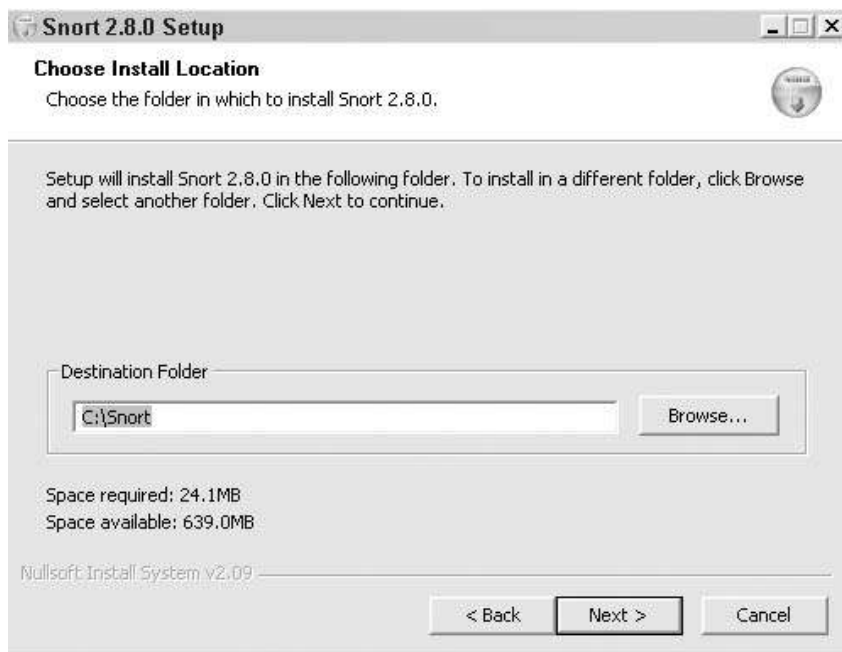 Snort 2.8.0 Setup
Choose Install Location
Choose the folder in which to install Snort 2.8.0.
Setup will install Snort 2.8.0 in the following folder. To install in a different folder, click Browse
and select another folder. Click Next to continue.
Destination Folder
C:\Snort
Browse...
Space required: 24.1MB
Space available: 639.0MB
Nullsoft Install System v2.09
< Back
Next >
Cancel